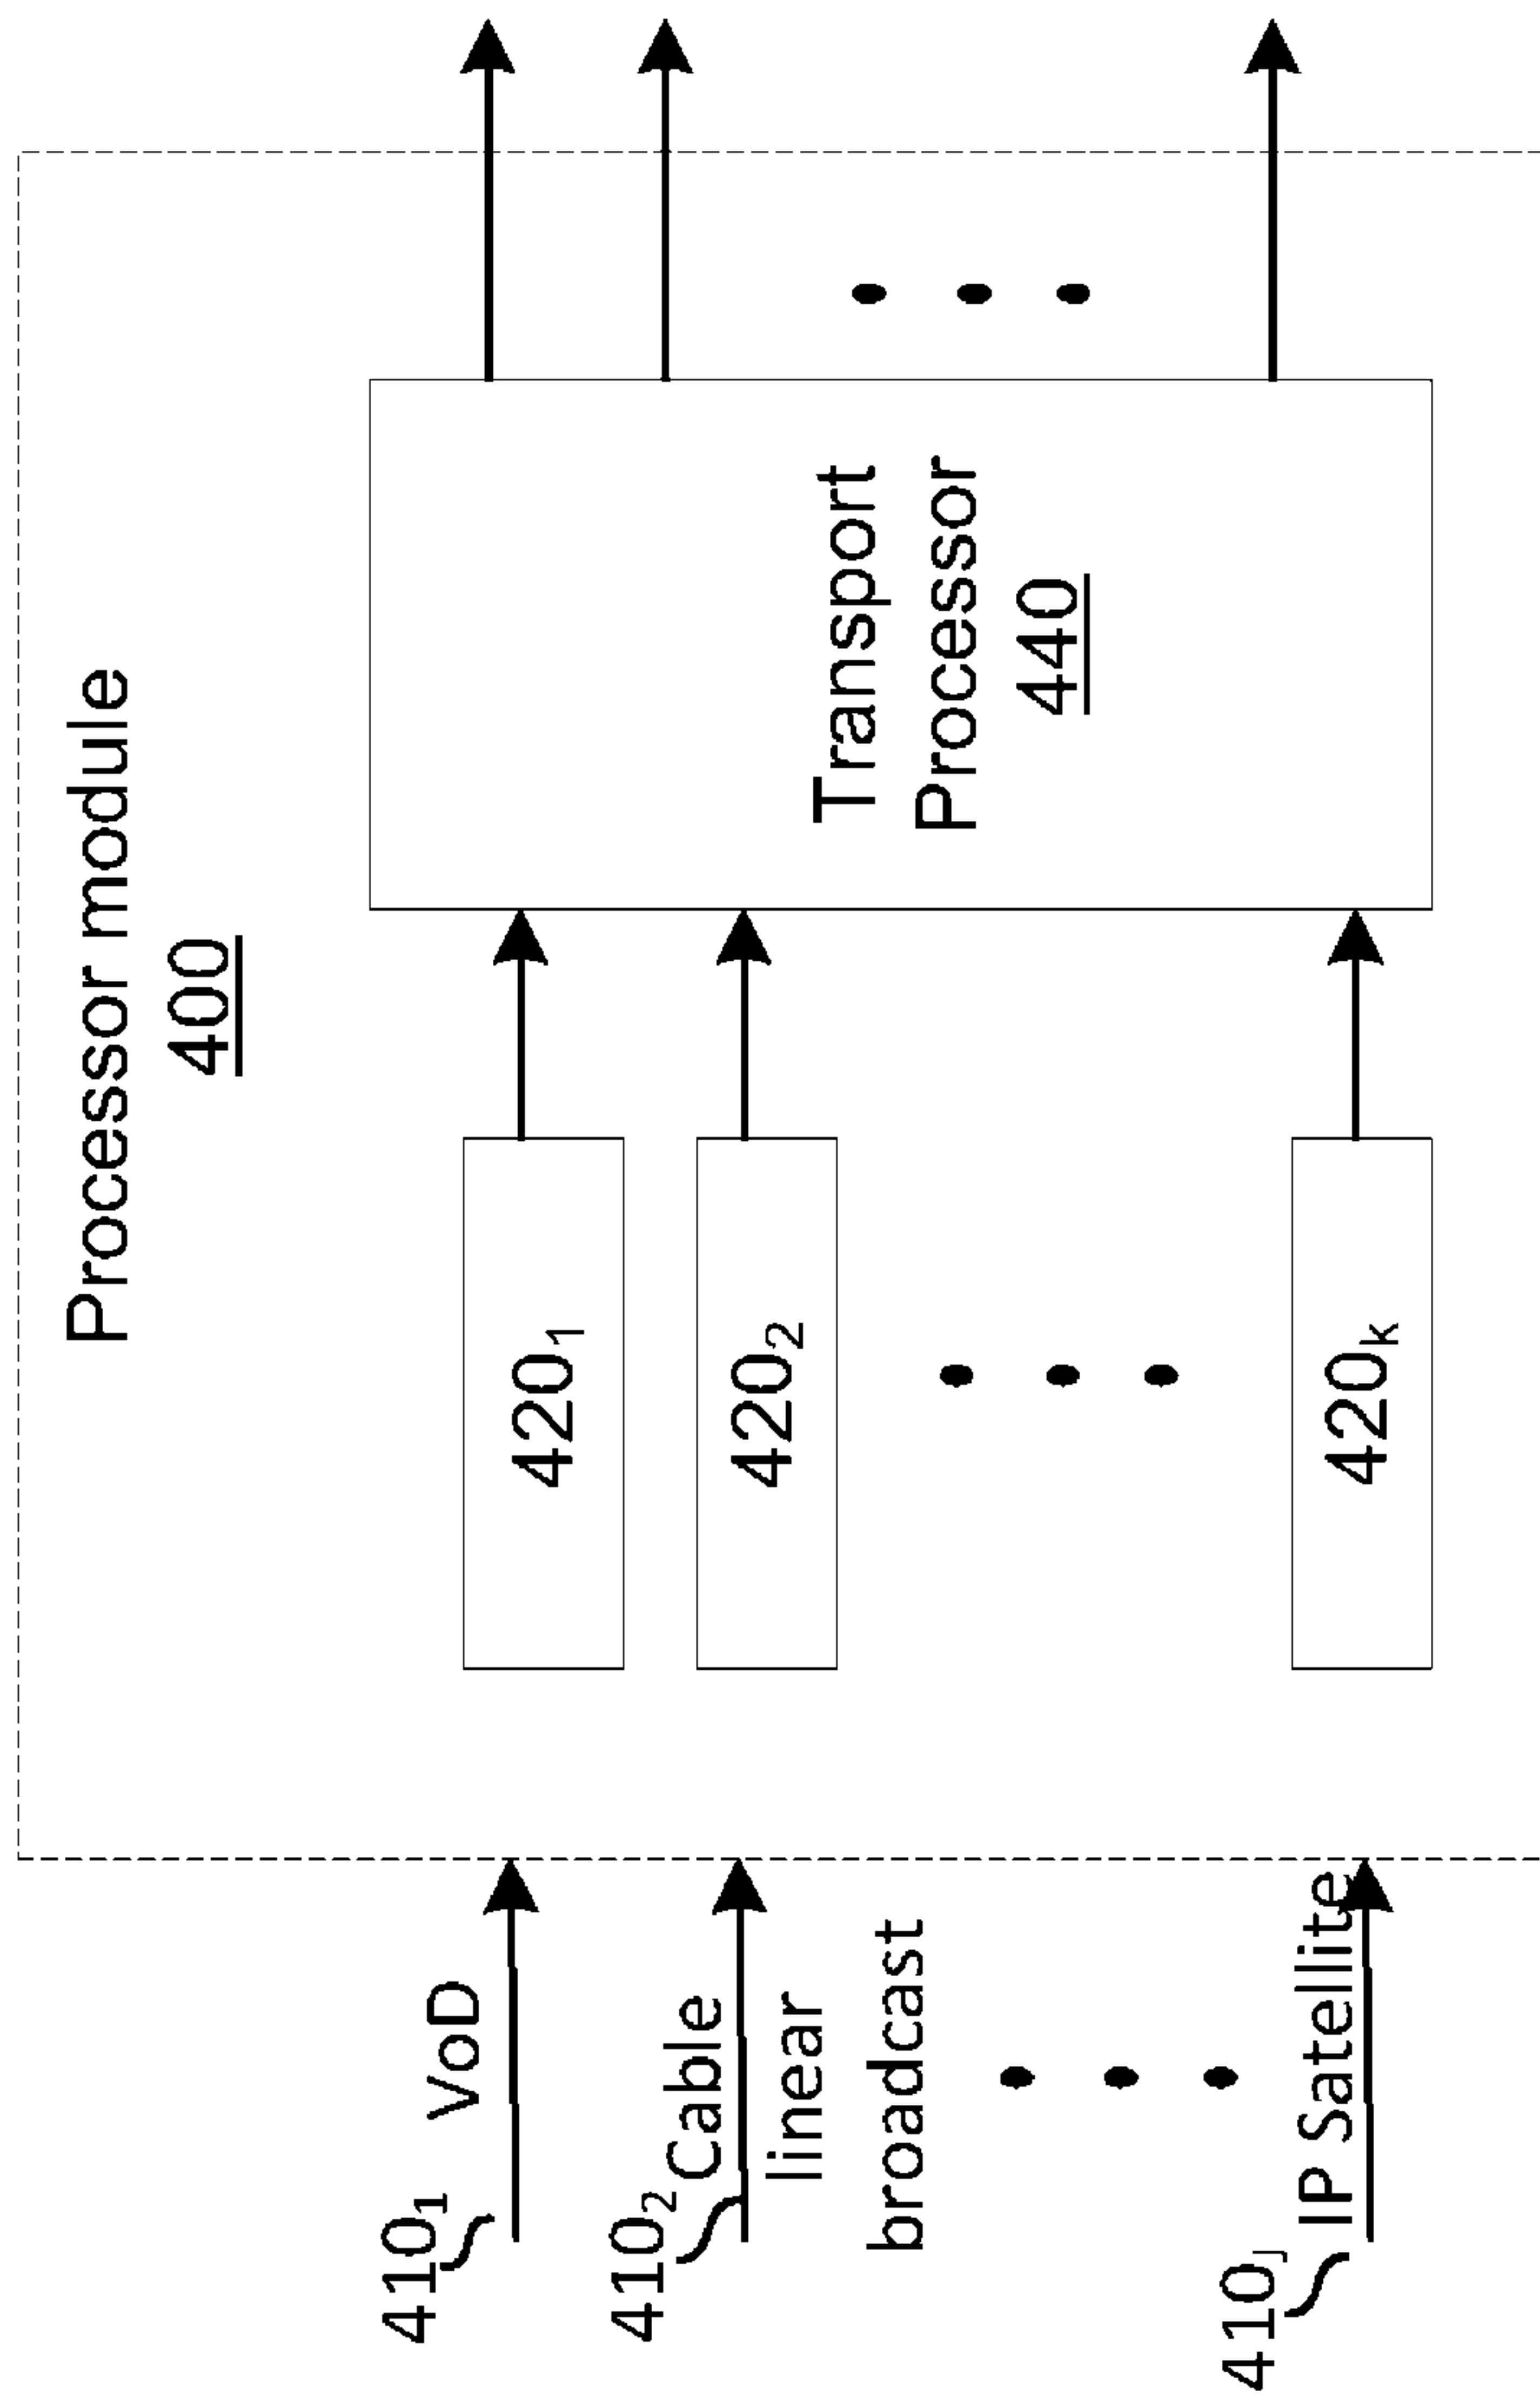 Processor module
400
410₁
VoD
410₂
Cable
linear
broadcast
410ⱼ
IP Satellite
420₁
420₂
420ₖ
Transport
Processor
440